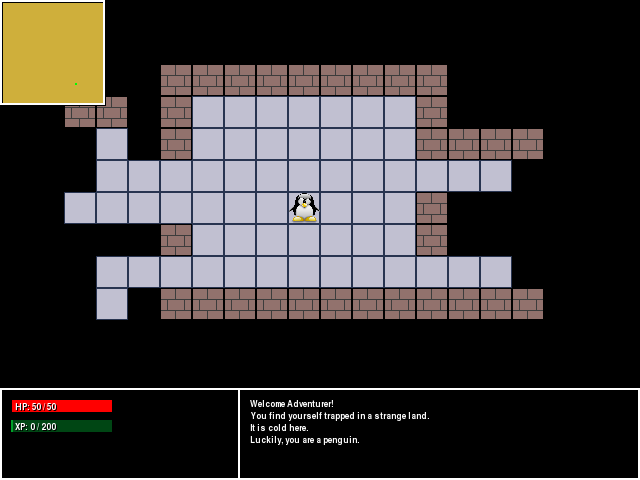 HP: 50/50
XP: 0/200
Welcome Adventurer!
You find yourself trapped in a strange land.
It is cold here.
Luckily, you are a penguin.